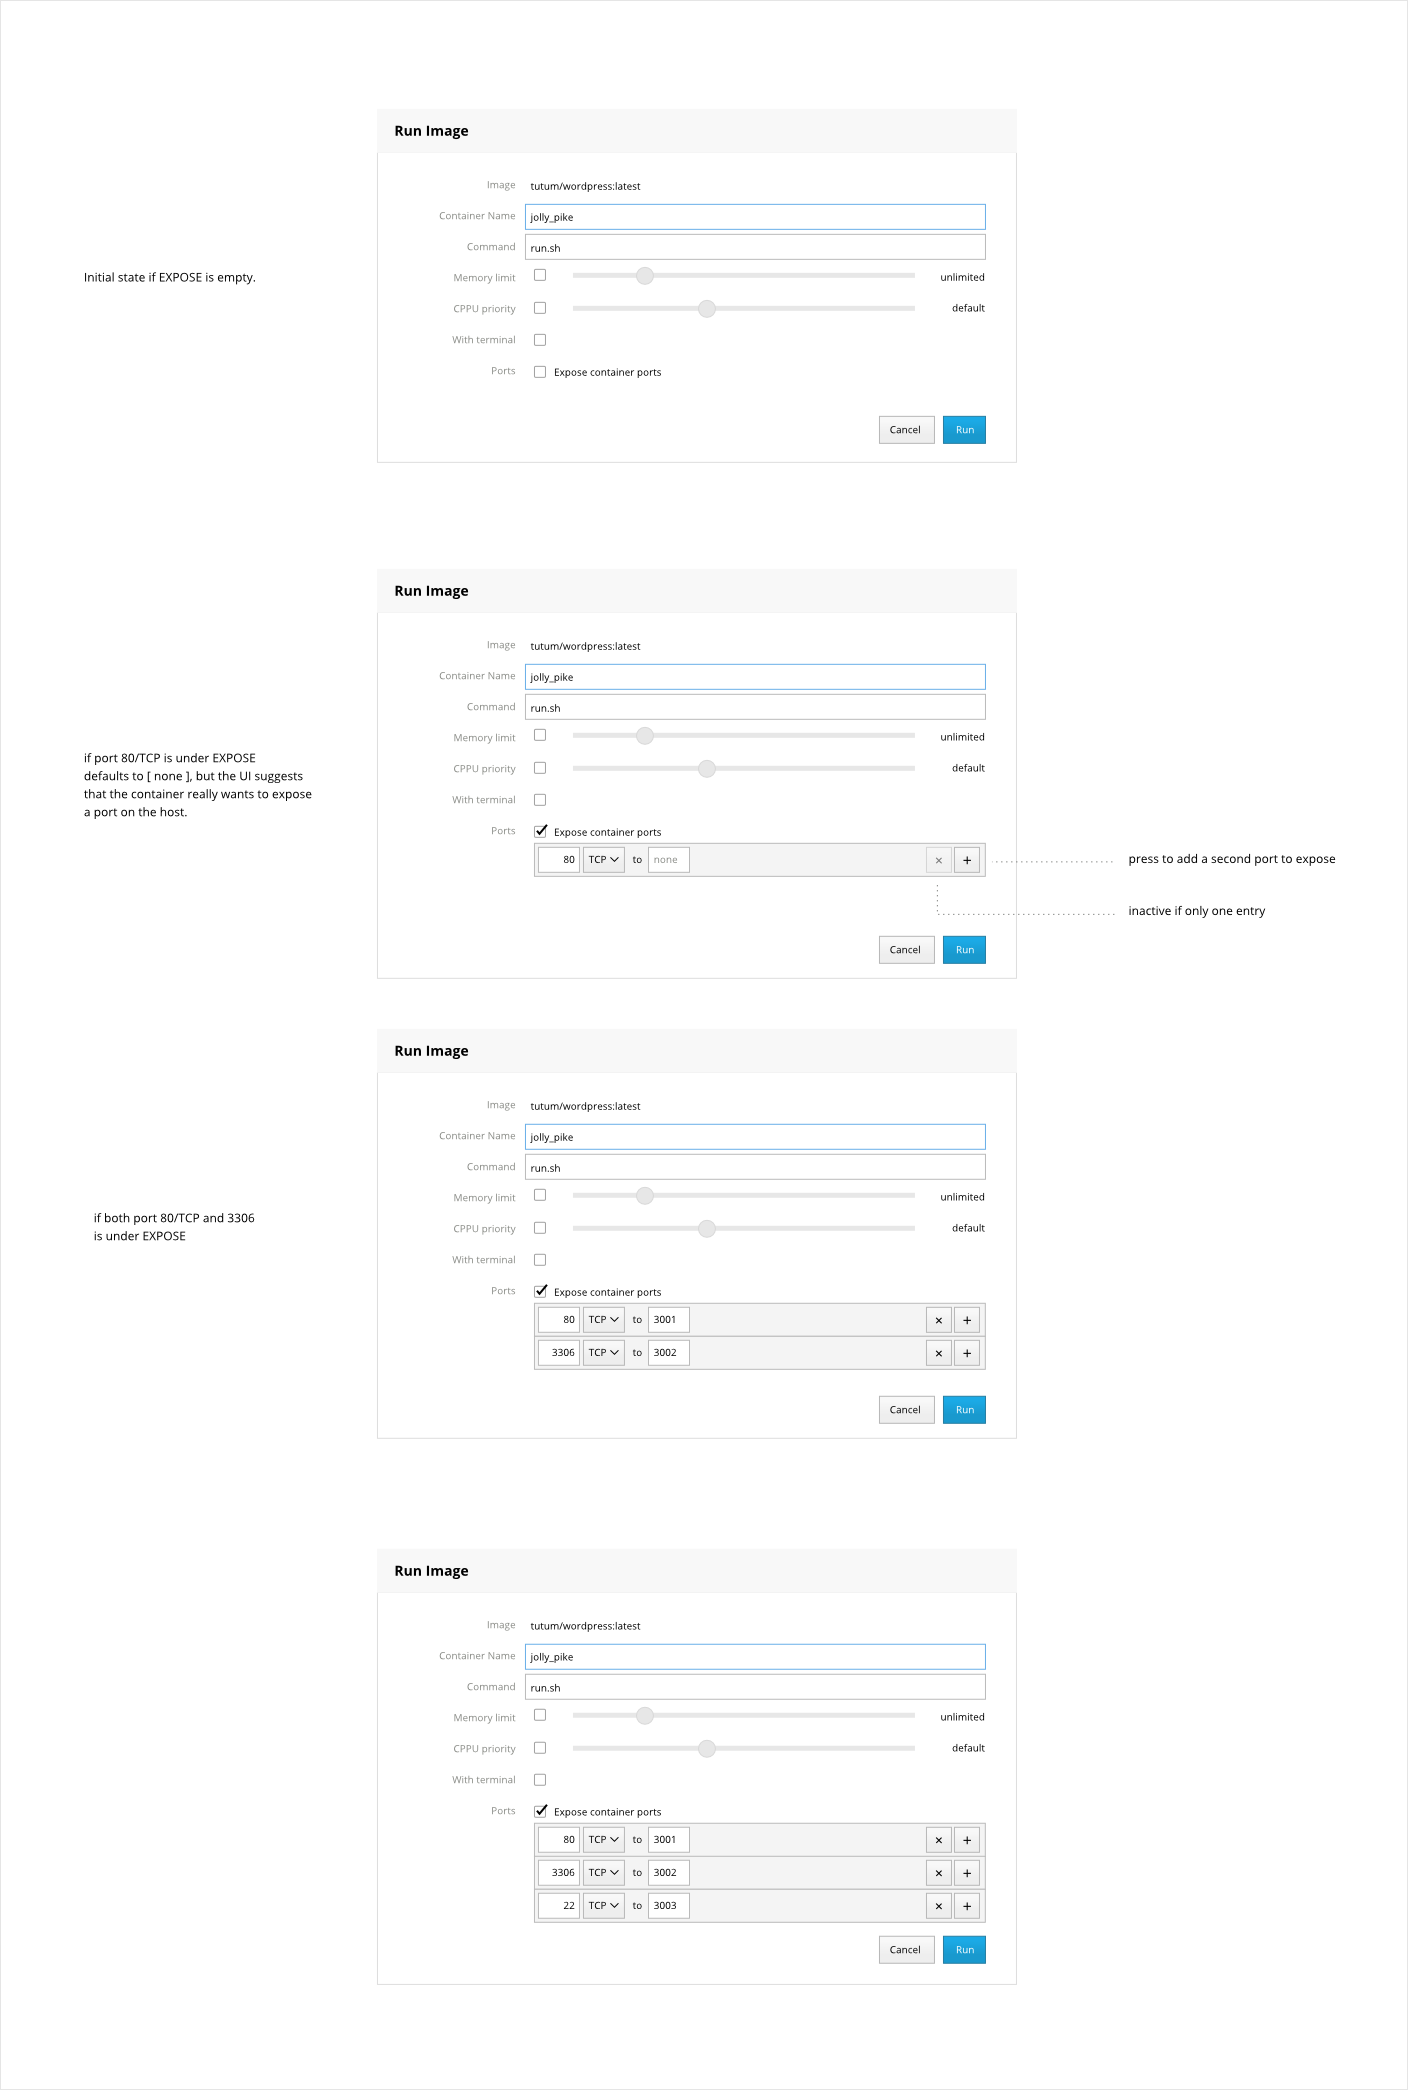 Run Image
Image tutum/wordpress:latest
Container Name jolly_pike
Command run.sh
Initial state if EXPOSE is empty.
Memory limit unlimited
CPPU priority default
With terminal
Ports Expose container ports
Cancel Run
Run Image
Image tutum/wordpress:latest
Container Name jolly_pike
Command run.sh
Memory limit unlimited
if port 80/TCP is under EXPOSE
defaults to [ none ], but the UI suggests
that the container really wants to expose
a port on the host.
CPPU priority default
With terminal
Ports Expose container ports
80 TCP to none × +
press to add a second port to expose
inactive if only one entry
Cancel Run
Run Image
Image tutum/wordpress:latest
Container Name jolly_pike
Command run.sh
Memory limit unlimited
if both port 80/TCP and 3306
is under EXPOSE
CPPU priority default
With terminal
Ports Expose container ports
80 TCP to 3001 × +
3306 TCP to 3002 × +
Cancel Run
Run Image
Image tutum/wordpress:latest
Container Name jolly_pike
Command run.sh
Memory limit unlimited
CPPU priority default
With terminal
Ports Expose container ports
80 TCP to 3001 × +
3306 TCP to 3002 × +
22 TCP to 3003 × +
Cancel Run